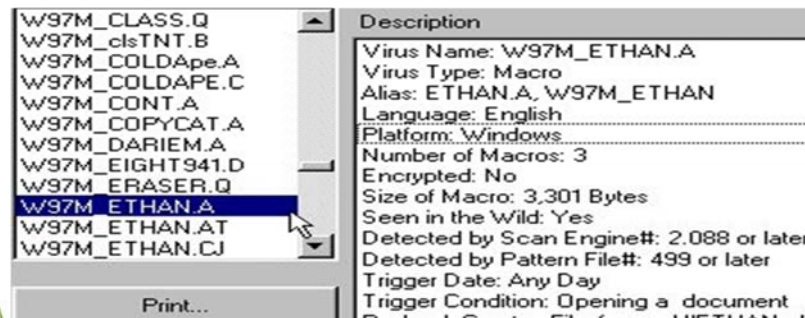 W97M_CLASS.Q
W97M_clsTNT.B
W97M_COLDApe.A
W97M_COLDAPE.C
W97M_CONT.A
W97M_COPYCAT.A
W97M_DARIEM.A
W97M_EIGHT941.D
W97M_ERASER.Q
W97M_ETHAN.A
W97M_ETHAN.AT
W97M_ETHAN.CJ
Print...
Description
Virus Name: W97M_ETHAN.A
Virus Type: Macro
Alias: ETHAN.A, W97M_ETHAN
Language: English
Platform: Windows
Number of Macros: 3
Encrypted: No
Size of Macro: 3,301 Bytes
Seen in the Wild: Yes
Detected by Scan Engine#: 2.088 or later
Detected by Pattern File#: 499 or later
Trigger Date: Any Day
Trigger Condition: Opening a document